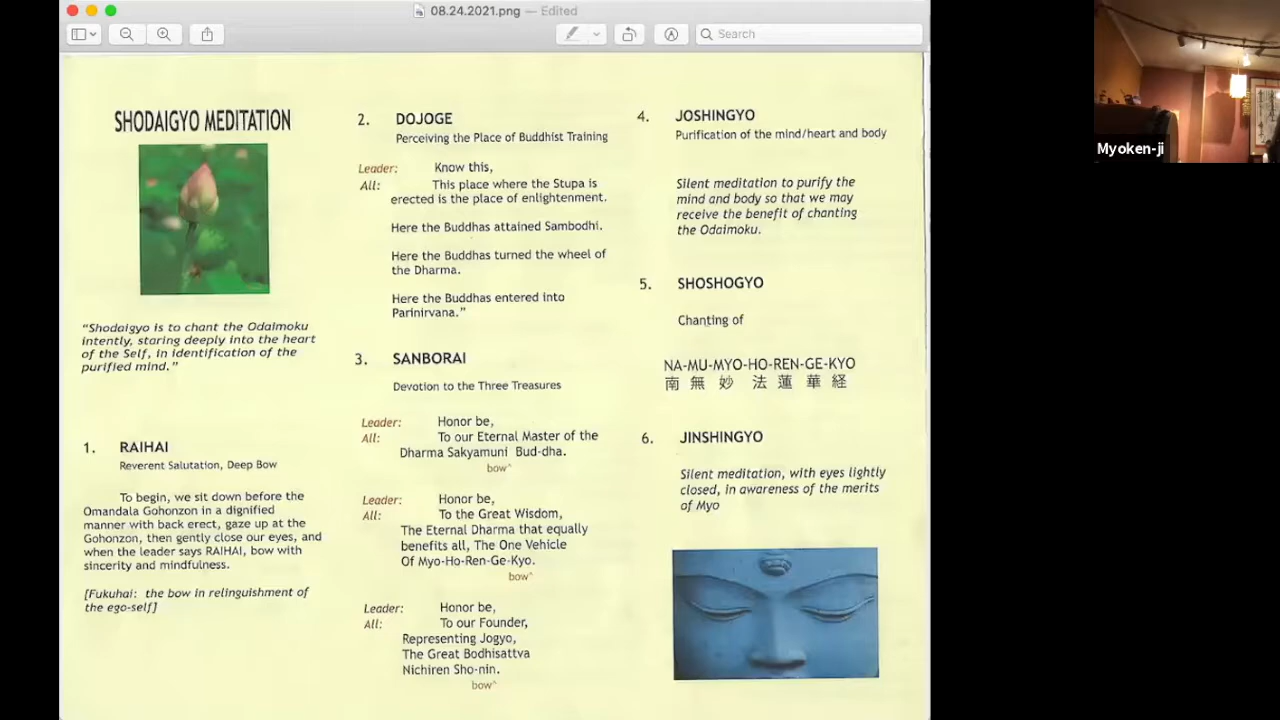 08.24.2021.png — Edited
Search
SHODAIGYO MEDITATION
"Shodaigyo is to chant the Odaimoku
intently, staring deeply into the heart
of the Self, in identification of the
purified mind."
1. RAIHAI
Reverent Salutation, Deep Bow
To begin, we sit down before the
Omandala Gohonzon in a dignified
manner with back erect, gaze up at the
Gohonzon, then gently close our eyes, and
when the leader says RAIHAI, bow with
sincerity and mindfulness.
[Fukuhai: the bow in relinguishment of
the ego-self]
2. DOJOGE
Perceiving the Place of Buddhist Training
Leader: Know this,
All: This place where the Stupa is
erected is the place of enlightenment.
Here the Buddhas attained Sambodhi.
Here the Buddhas turned the wheel of
the Dharma.
Here the Buddhas entered into
Parinirvana."
3. SANBORAI
Devotion to the Three Treasures
Leader: Honor be,
All: To our Eternal Master of the
Dharma Sakyamuni Bud-dha.
bow^
Leader: Honor be,
All: To the Great Wisdom,
The Eternal Dharma that equally
benefits all, The One Vehicle
Of Myo-Ho-Ren-Ge-Kyo.
bow^
Leader: Honor be,
All: To our Founder,
Representing Jogyo,
The Great Bodhisattva
Nichiren Sho-nin.
bow^
4. JOSHINGYO
Purification of the mind/heart and body
Silent meditation to purify the
mind and body so that we may
receive the benefit of chanting
the Odaimoku.
5. SHOSHOGYO
Chanting of
NA-MU-MYO-HO-REN-GE-KYO
南 無 妙 法 蓮 華 経
6. JINSHINGYO
Silent meditation, with eyes lightly
closed, in awareness of the merits
of Myo
Myoken-ji